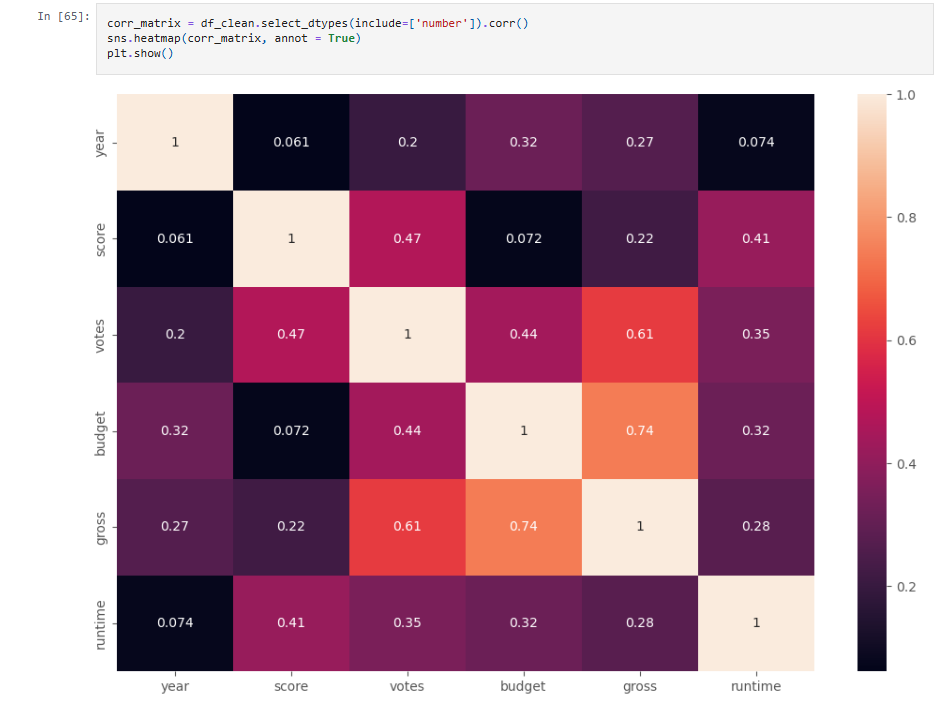 In [65]:
corr_matrix = df_clean.select_dtypes(include=['number']).corr()
sns.heatmap(corr_matrix, annot = True)
plt.show()
year 1 0.061 0.2 0.32 0.27 0.074
score 0.061 1 0.47 0.072 0.22 0.41
votes 0.2 0.47 1 0.44 0.61 0.35
budget 0.32 0.072 0.44 1 0.74 0.32
gross 0.27 0.22 0.61 0.74 1 0.28
runtime 0.074 0.41 0.35 0.32 0.28 1
year score votes budget gross runtime
1.0
0.8
0.6
0.4
0.2